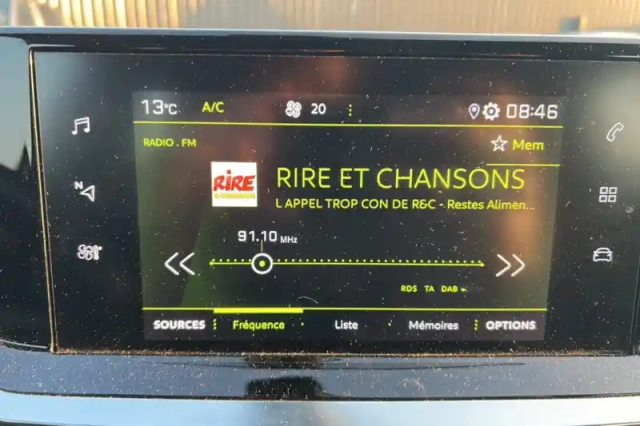 13°C A/C 20 08:46
RADIO . FM
Mem
RIRE
RIRE ET CHANSONS
L APPEL TROP CON DE R&C - Restes Alimen...
91.10 MHz
N
RDS TA DAB
SOURCES Fréquence Liste Mémoires OPTIONS